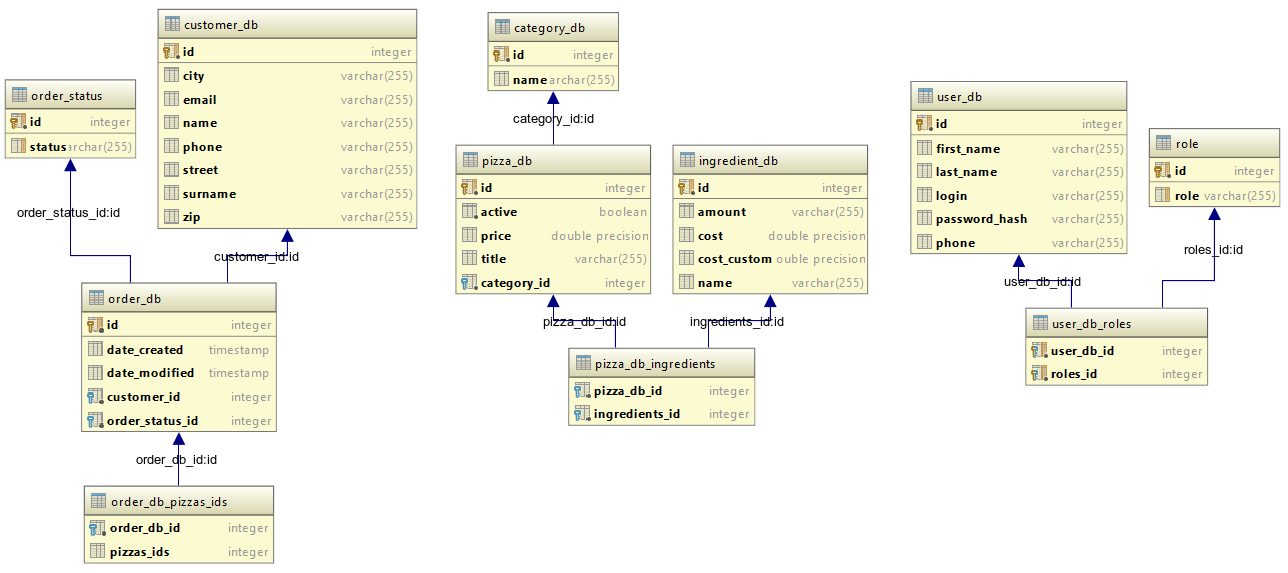 customer_db
id integer
city varchar(255)
email varchar(255)
name varchar(255)
phone varchar(255)
street varchar(255)
surname varchar(255)
zip varchar(255)
category_db
id integer
name varchar(255)
order_status
id integer
status varchar(255)
user_db
id integer
first_name varchar(255)
last_name varchar(255)
login varchar(255)
password_hash varchar(255)
phone varchar(255)
role
id integer
role varchar(255)
category_id:id
pizza_db
id integer
active boolean
price double precision
title varchar(255)
category_id integer
ingredient_db
id integer
amount varchar(255)
cost double precision
cost_custom ouble precision
name varchar(255)
order_status_id:id
customer_id:id
roles_id:id
user_db_id:id
order_db
id integer
date_created timestamp
date_modified timestamp
customer_id integer
order_status_id integer
pizza_db_id:id
ingredients_id:id
user_db_roles
user_db_id integer
roles_id integer
pizza_db_ingredients
pizza_db_id integer
ingredients_id integer
order_db_id:id
order_db_pizzas_ids
order_db_id integer
pizzas_ids integer